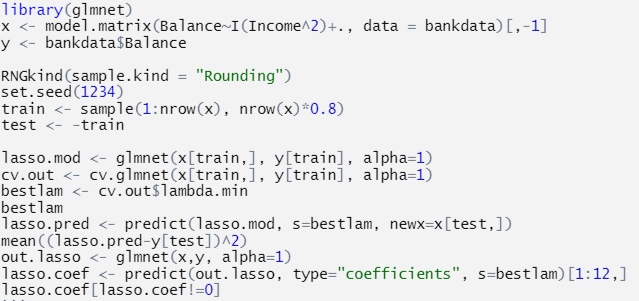 library(glmnet)
x <- model.matrix(Balance~I(Income^2)+., data = bankdata)[,-1]
y <- bankdata$Balance
RNGkind(sample.kind = "Rounding")
set.seed(1234)
train <- sample(1:nrow(x), nrow(x)*0.8)
test <- -train
lasso.mod <- glmnet(x[train,], y[train], alpha=1)
cv.out <- cv.glmnet(x[train,], y[train], alpha=1)
bestlam <- cv.out$lambda.min
bestlam
lasso.pred <- predict(lasso.mod, s=bestlam, newx=x[test,])
mean((lasso.pred-y[test])^2)
out.lasso <- glmnet(x,y, alpha=1)
lasso.coef <- predict(out.lasso, type="coefficients", s=bestlam)[1:12,]
lasso.coef[lasso.coef!=0]